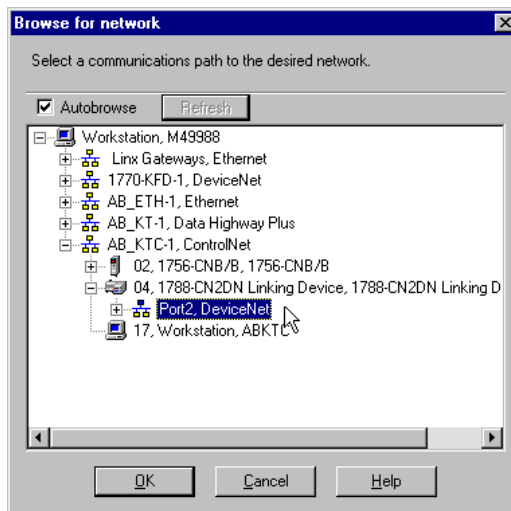 Browse for network
Select a communications path to the desired network.
Autobrowse Refresh
Workstation, M49988
Linx Gateways, Ethernet
1770-KFD-1, DeviceNet
AB_ETH-1, Ethernet
AB_KT-1, Data Highway Plus
AB_KTC-1, ControlNet
02, 1756-CNB/B, 1756-CNB/B
04, 1788-CN2DN Linking Device, 1788-CN2DN Linking D
Port2, DeviceNet
17, Workstation, ABKTC
OK Cancel Help